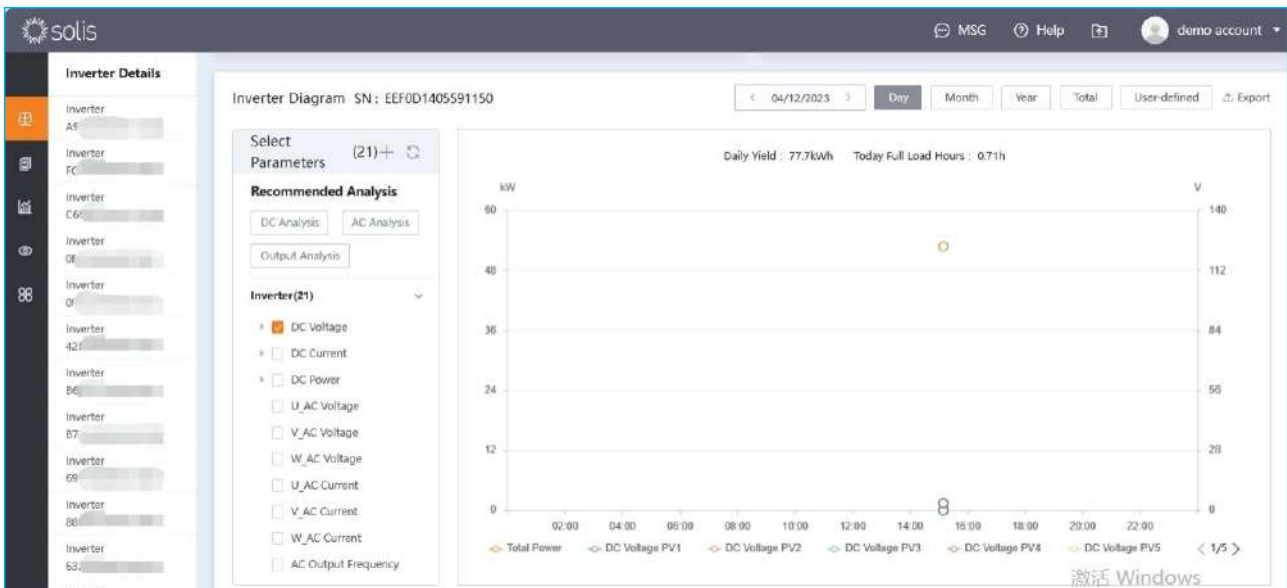 solis
MSG Help demo account
Inverter Details
Inverter
Inverter
Inverter
Inverter
Inverter
Inverter
Inverter
Inverter
Inverter
Inverter
Inverter
Inverter Diagram SN: EEF0D1405591150
< 04/12/2023 > Day Month Year Total User-defined Export
Select Parameters (21)
Recommended Analysis
DC Analysis AC Analysis
Output Analysis
Inverter(21)
DC Voltage
DC Current
DC Power
U_AC Voltage
V_AC Voltage
W_AC Voltage
U_AC Current
V_AC Current
W_AC Current
AC Output Frequency
Daily Yield : 77.7kWh Today Full Load Hours : 0.71h
kW V
60 140
48 112
36 84
24 56
12 28
0 0
02:00 04:00 06:00 08:00 10:00 12:00 14:00 16:00 18:00 20:00 22:00
Total Power DC Voltage PV1 DC Voltage PV2 DC Voltage PV3 DC Voltage PV4 DC Voltage PV5 < 1/5 >
激活 Windows